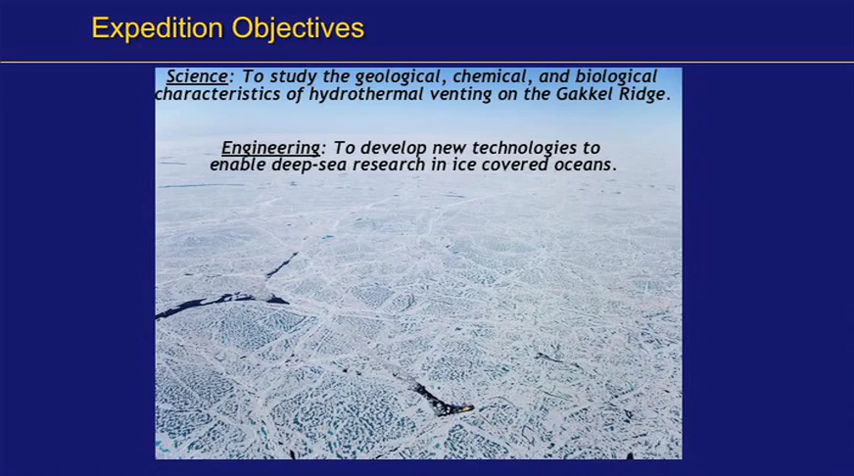 Expedition Objectives
Science: To study the geological, chemical, and biological
characteristics of hydrothermal venting on the Gakkel Ridge.
Engineering: To develop new technologies to
enable deep-sea research in ice covered oceans.